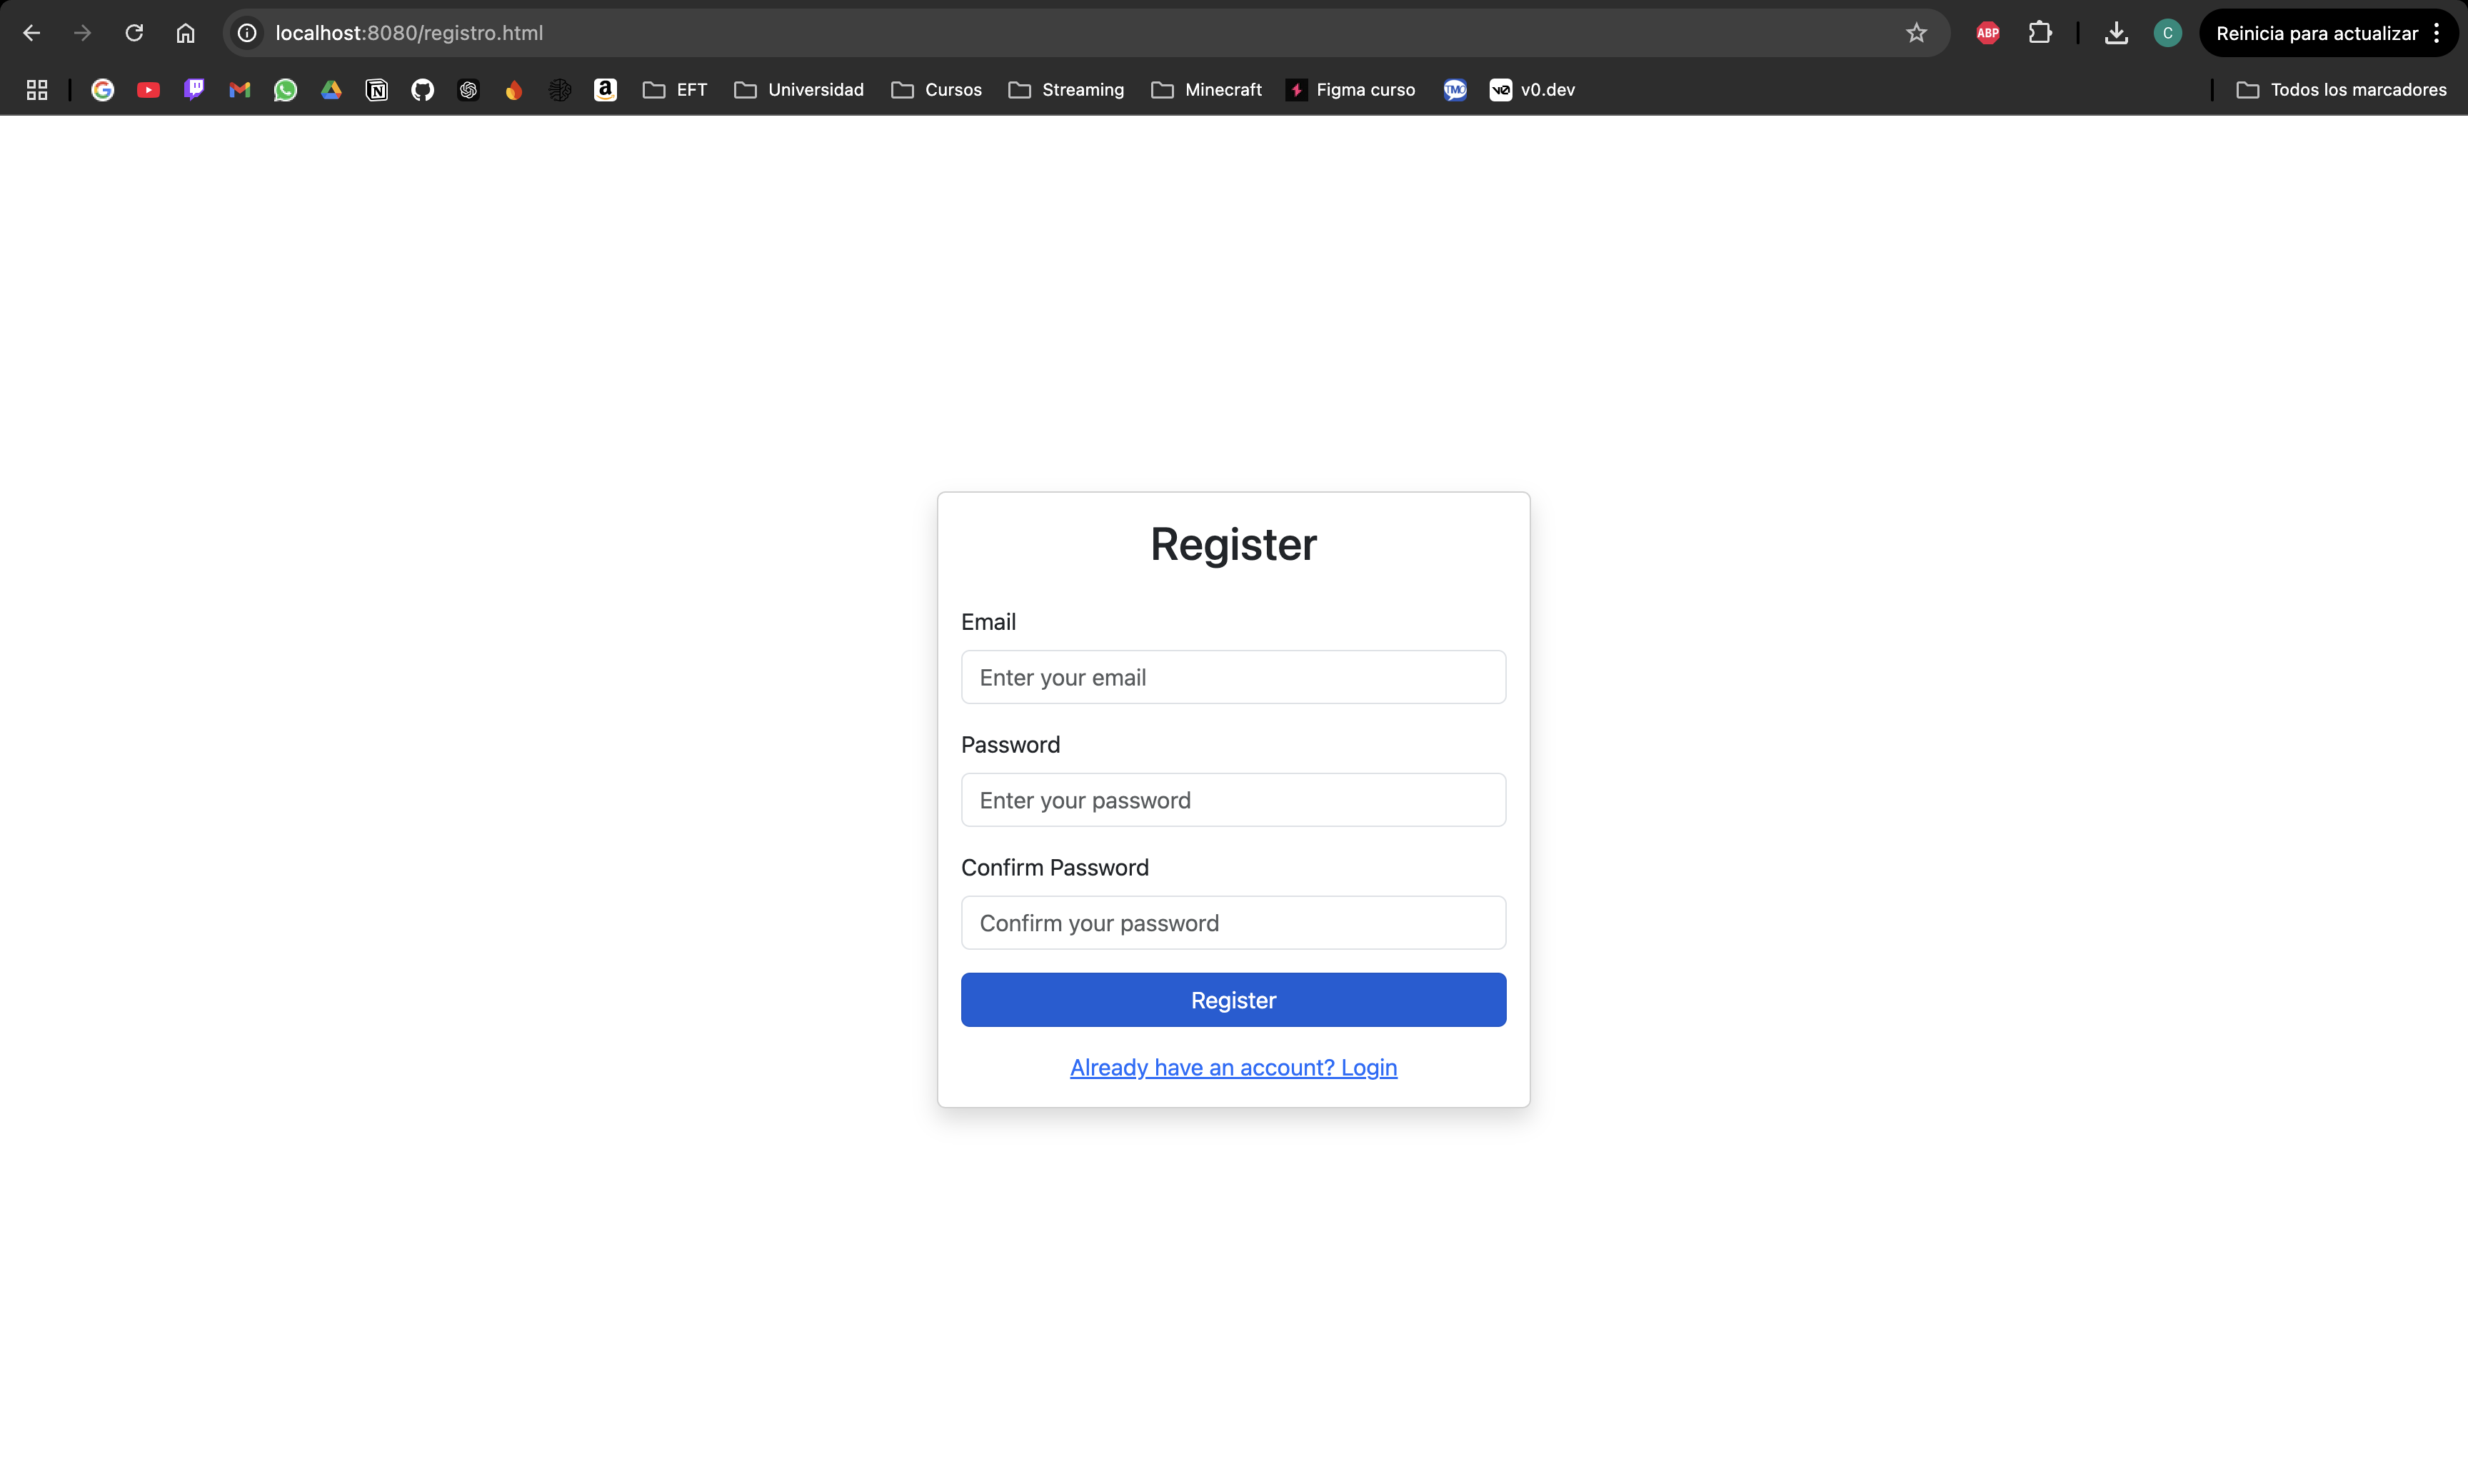 localhost:8080/registro.html
ABP
C
Reinicia para actualizar
EFT
Universidad
Cursos
Streaming
Minecraft
Figma curso
TMO
v0
v0.dev
Todos los marcadores
Register
Email
Enter your email
Password
Enter your password
Confirm Password
Confirm your password
Register
Already have an account? Login